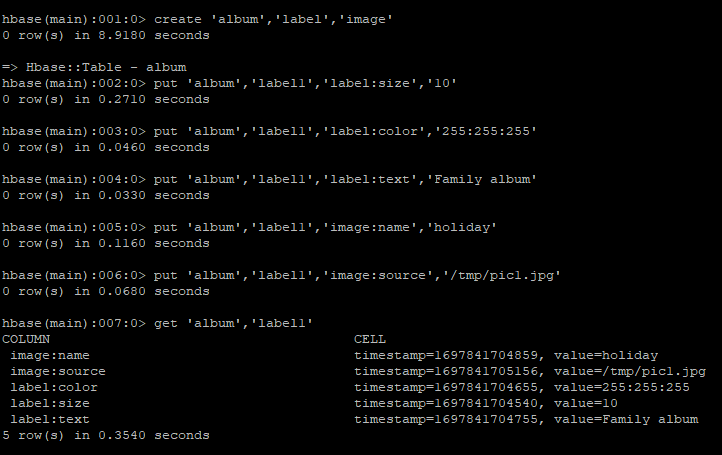 hbase(main):001:0> create 'album','label','image'
0 row(s) in 8.9180 seconds
=> Hbase::Table - album
hbase(main):002:0> put 'album','label1','label:size','10'
0 row(s) in 0.2710 seconds
hbase(main):003:0> put 'album','label1','label:color','255:255:255'
0 row(s) in 0.0460 seconds
hbase(main):004:0> put 'album','label1','label:text','Family album'
0 row(s) in 0.0330 seconds
hbase(main):005:0> put 'album','label1','image:name','holiday'
0 row(s) in 0.1160 seconds
hbase(main):006:0> put 'album','label1','image:source','/tmp/pic1.jpg'
0 row(s) in 0.0680 seconds
hbase(main):007:0> get 'album','label1'
COLUMN CELL
image:name timestamp=1697841704859, value=holiday
image:source timestamp=1697841705156, value=/tmp/pic1.jpg
label:color timestamp=1697841704655, value=255:255:255
label:size timestamp=1697841704540, value=10
label:text timestamp=1697841704755, value=Family album
5 row(s) in 0.3540 seconds